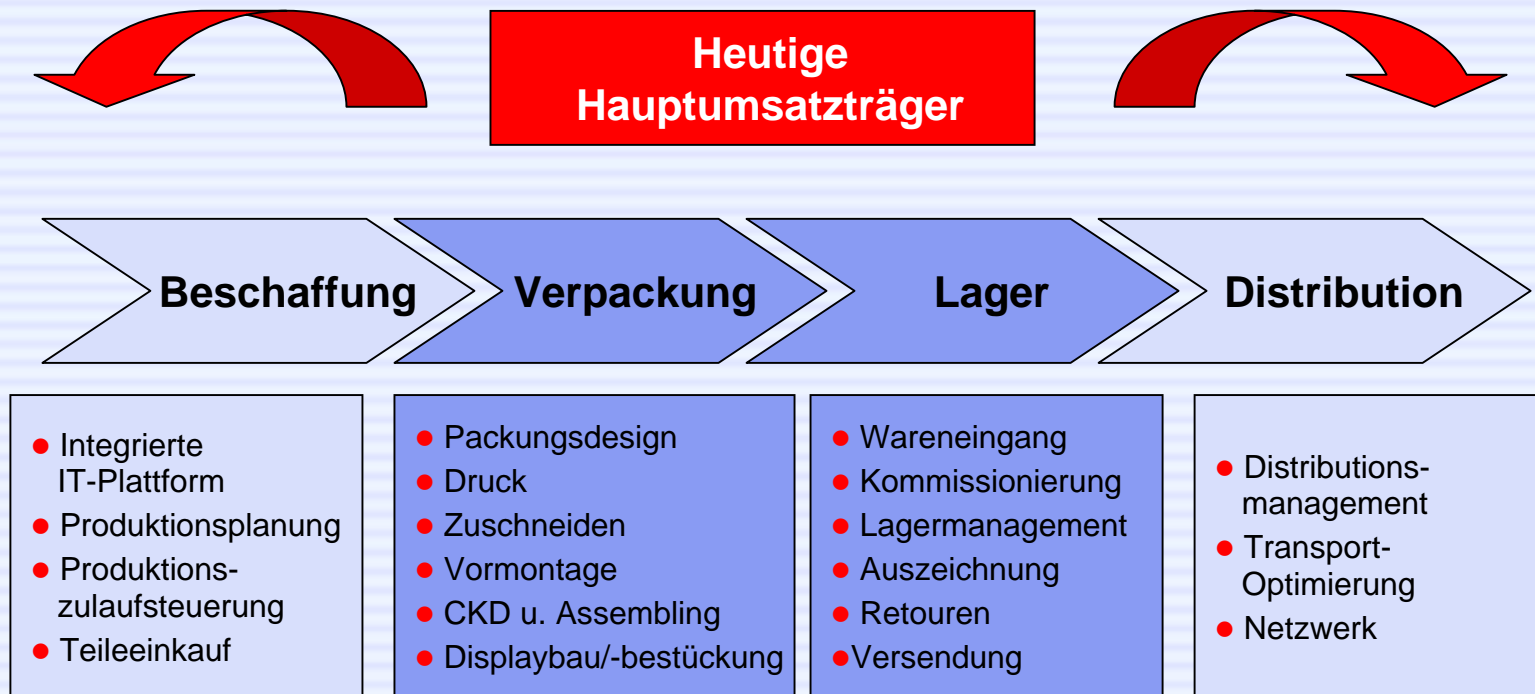 Heutige
Hauptumsatzträger
Beschaffung
Verpackung
Lager
Distribution
● Integrierte
IT-Plattform
● Produktionsplanung
● Produktions-
zulaufsteuerung
● Teileeinkauf
● Packungsdesign
● Druck
● Zuschneiden
● Vormontage
● CKD u. Assembling
● Displaybau/-bestückung
● Wareneingang
● Kommissionierung
● Lagermanagement
● Auszeichnung
● Retouren
●Versendung
● Distributions-
management
● Transport-
Optimierung
● Netzwerk